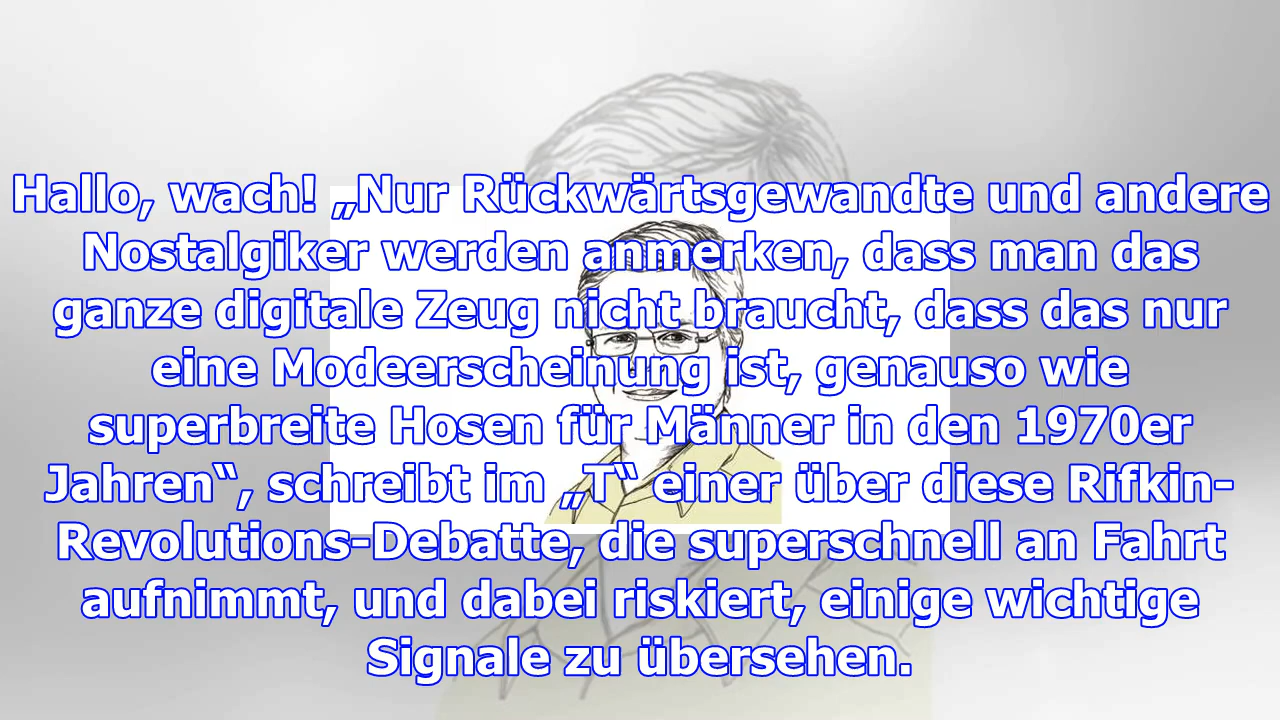 Hallo, wach! „Nur Rückwärtsgewandte und andere
Nostalgiker werden anmerken, dass man das
ganze digitale Zeug nicht braucht, dass das nur
eine Modeerscheinung ist, genauso wie
superbreite Hosen für Männer in den 1970er
Jahren“, schreibt im „T“ einer über diese Rifkin-
Revolutions-Debatte, die superschnell an Fahrt
aufnimmt, und dabei riskiert, einige wichtige
Signale zu übersehen.